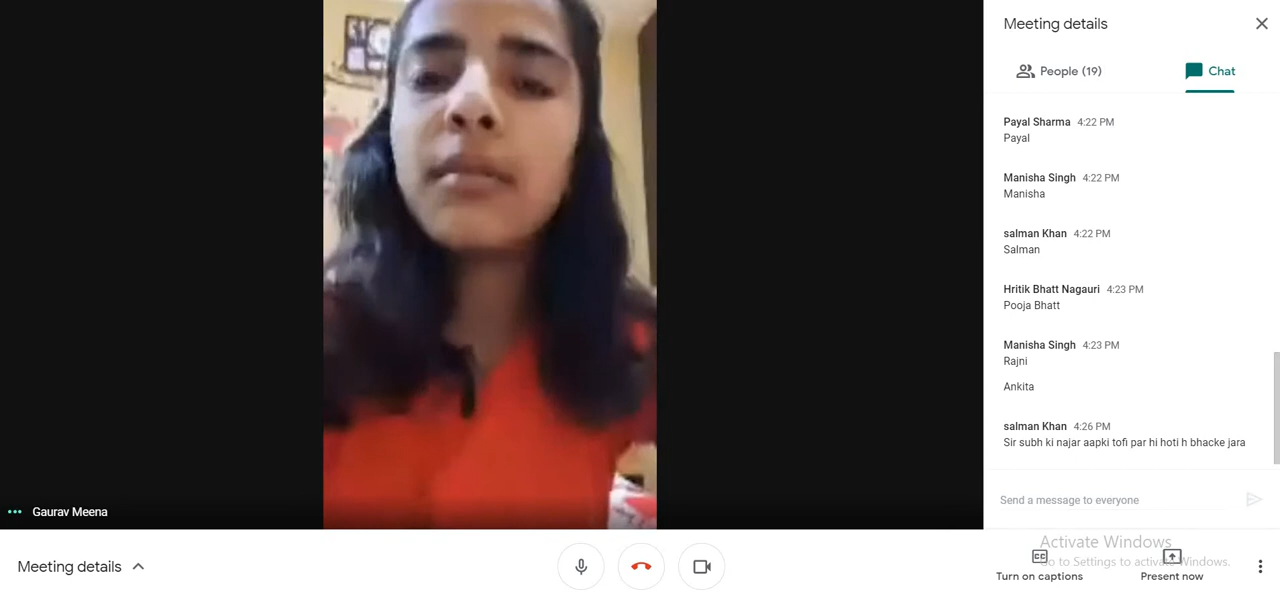 Meeting details
People (19)
Chat
Payal Sharma 4:22 PM
Payal
Manisha Singh 4:22 PM
Manisha
salman Khan 4:22 PM
Salman
Hritik Bhatt Nagauri 4:23 PM
Pooja Bhatt
Manisha Singh 4:23 PM
Rajni
Ankita
salman Khan 4:26 PM
Sir subh ki najar aapki tofi par hi hoti h bhacke jara
Send a message to everyone
Gaurav Meena
Meeting details
Activate Windows
Go to Settings to activate Windows.
Turn on captions
Present now